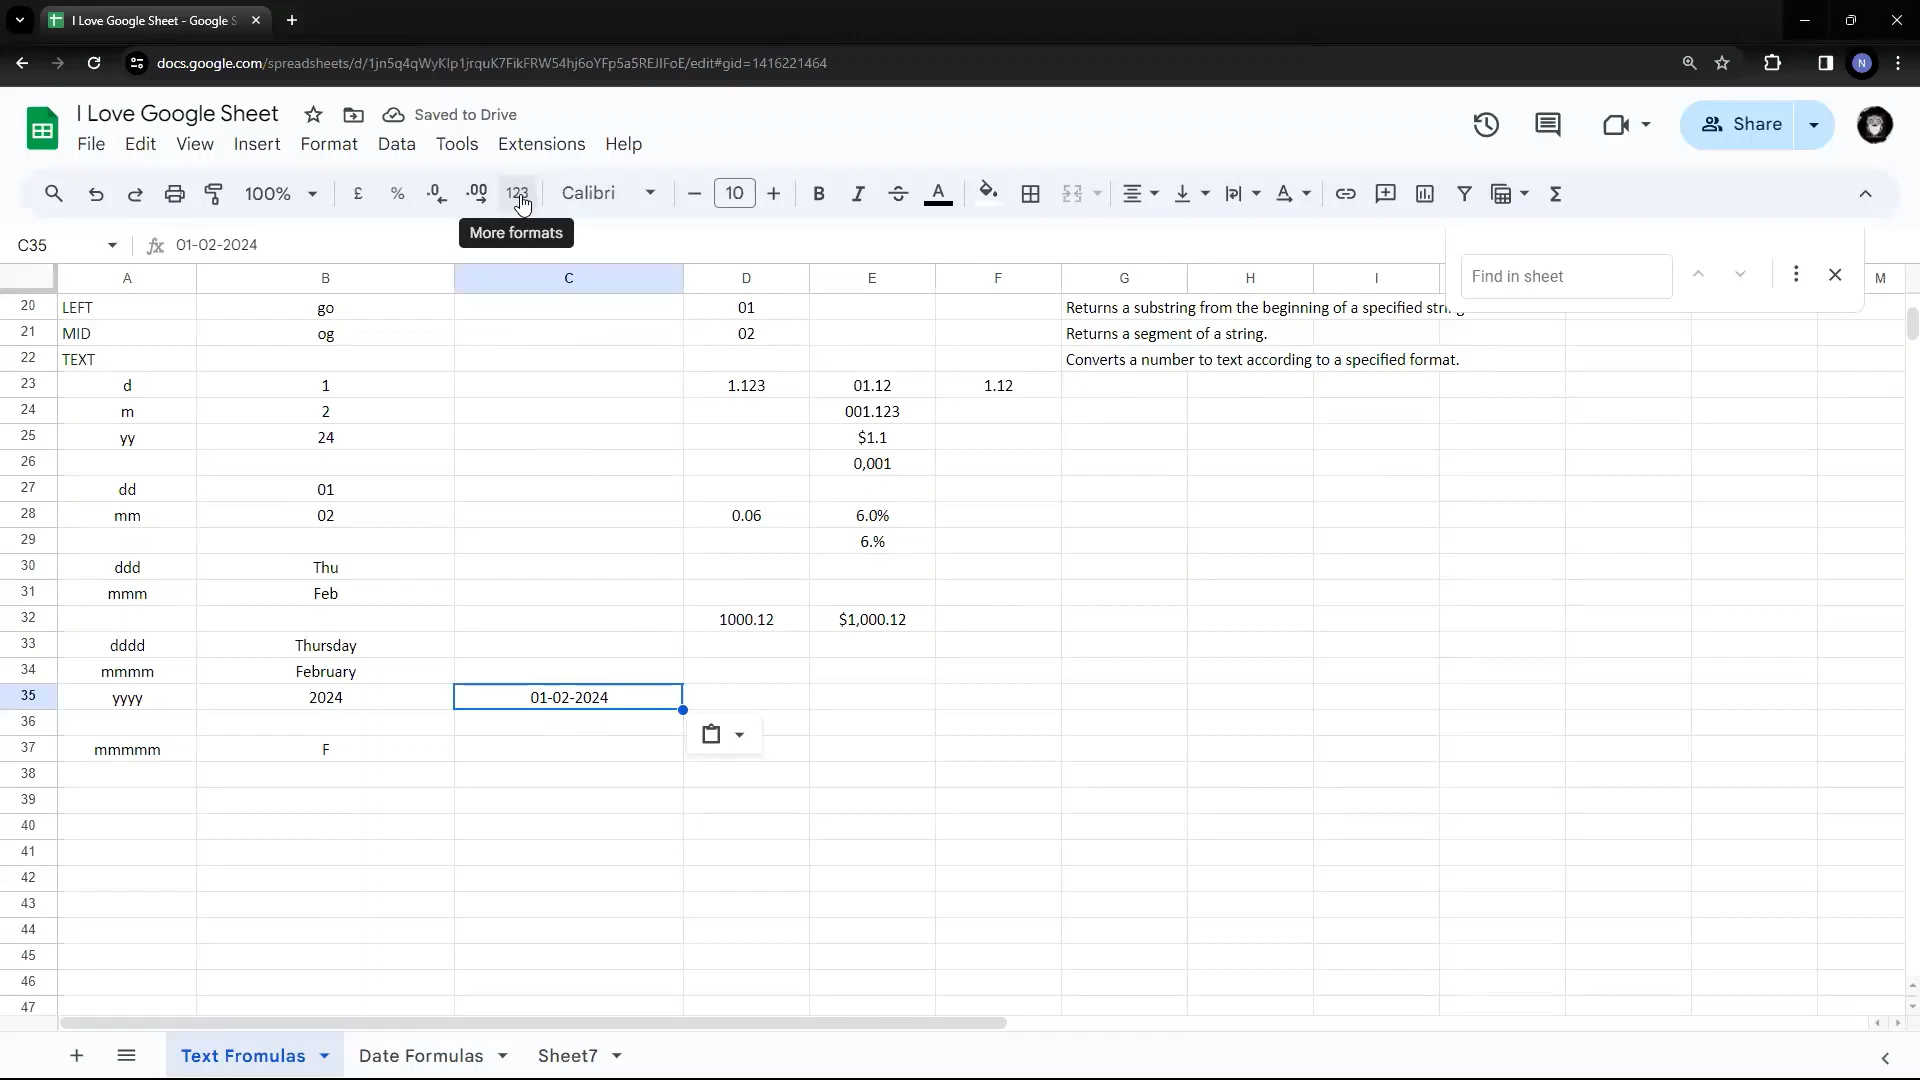 I Love Google Sheet - Google S
docs.google.com/spreadsheets/d/1jn5q4qWyKlp1jrquK7FikFRW54hj6oYFp5a5REJIFoE/edit#gid=1416221464
N
I Love Google Sheet
Saved to Drive
File Edit View Insert Format Data Tools Extensions Help
Share
100% £ % .0 .00 123 Calibri 10 B I S A
More formats
C35 fx 01-02-2024
Find in sheet
A B C D E F G H I M
20 LEFT go 01 Returns a substring from the beginning of a specified string
21 MID og 02 Returns a segment of a string.
22 TEXT Converts a number to text according to a specified format.
23 d 1 1.123 01.12 1.12
24 m 2 001.123
25 yy 24 $1.1
26 0,001
27 dd 01
28 mm 02 0.06 6.0%
29 6.%
30 ddd Thu
31 mmm Feb
32 1000.12 $1,000.12
33 dddd Thursday
34 mmmm February
35 yyyy 2024 01-02-2024
36
37 mmmmm F
38
39
40
41
42
43
44
45
46
47
Text Fromulas Date Formulas Sheet7